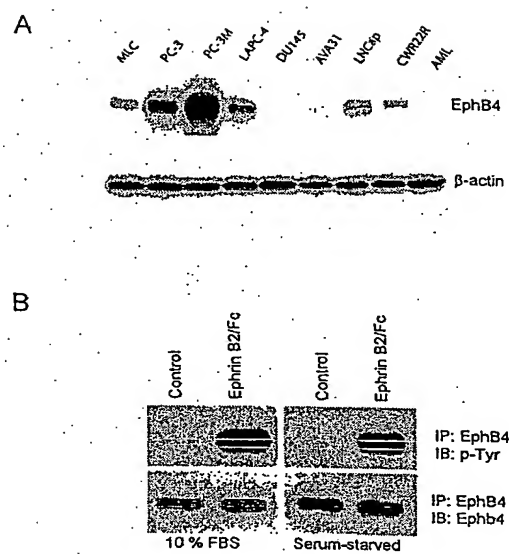 A
MLC PC-3 PC-3M LAPC-4 DU145 AVA31 LNC6p CWR22R AML
EphB4
β-actin
B
Control Ephrin B2/Fc Control Ephrin B2/Fc
IP: EphB4
IB: p-Tyr
IP: EphB4
IB: Ephb4
10 % FBS Serum-starved